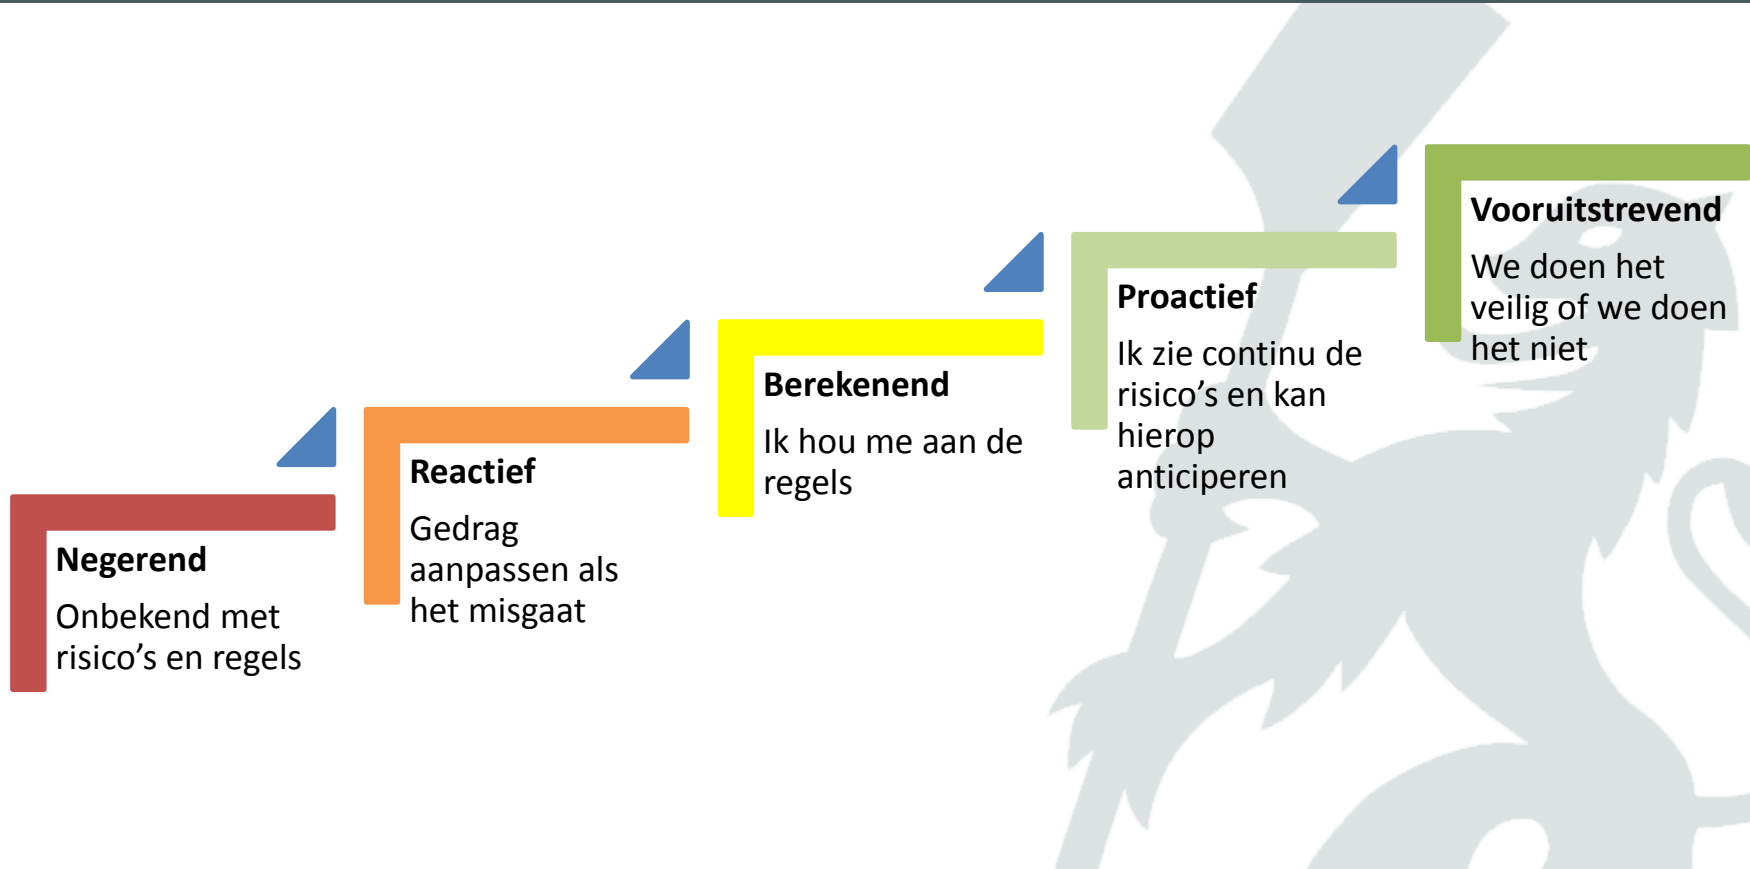 Negerend
Onbekend met
risico’s en regels
Reactief
Gedrag
aanpassen als
het misgaat
Berekenend
Ik hou me aan de
regels
Proactief
Ik zie continu de
risico’s en kan
hierop
anticiperen
Vooruitstrevend
We doen het
veilig of we doen
het niet